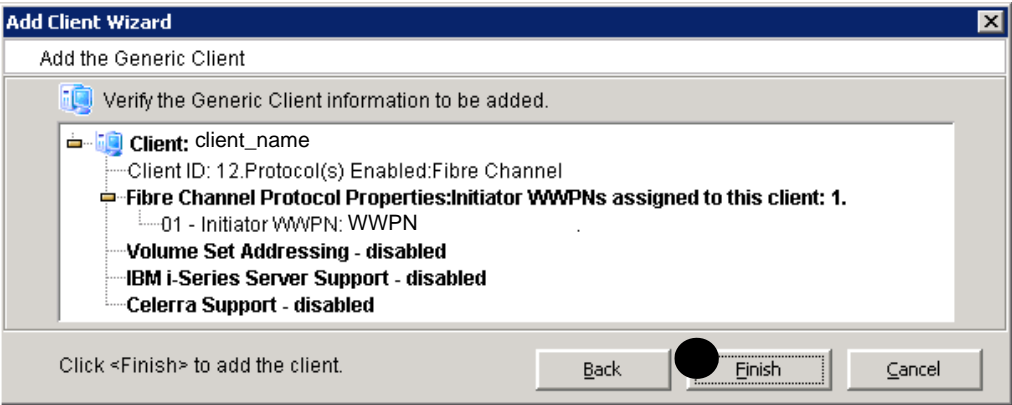 Add Client Wizard
Add the Generic Client
Verify the Generic Client information to be added.
Client: client_name
Client ID: 12.Protocol(s) Enabled:Fibre Channel
Fibre Channel Protocol Properties:Initiator WWPNs assigned to this client: 1.
01 - Initiator WWPN: WWPN .
Volume Set Addressing - disabled
IBM i-Series Server Support - disabled
Celerra Support - disabled
Click <Finish> to add the client.
Back
Finish
Cancel